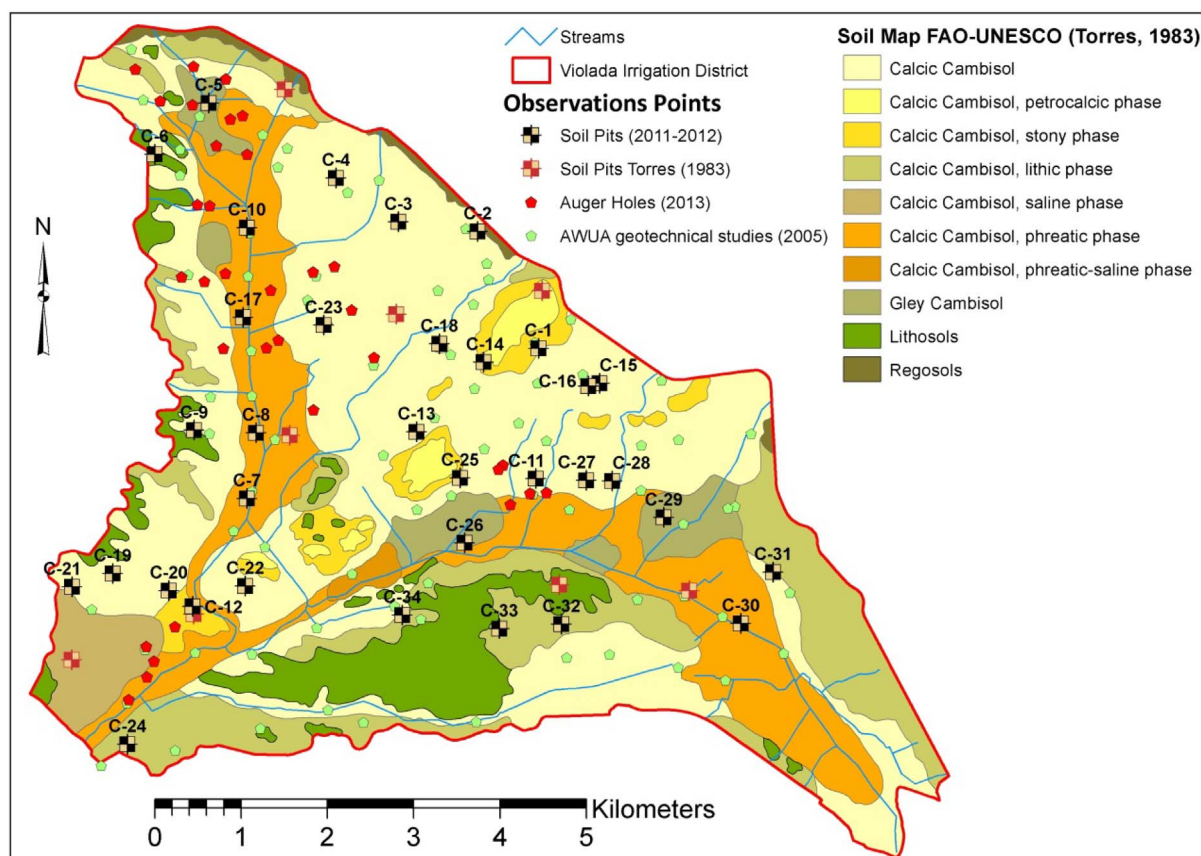 Streams
Violada Irrigation District
Observations Points
Soil Pits (2011-2012)
Soil Pits Torres (1983)
Auger Holes (2013)
AWUA geotechnical studies (2005)
Soil Map FAO-UNESCO (Torres, 1983)
Calcic Cambisol
Calcic Cambisol, petrocalcic phase
Calcic Cambisol, stony phase
Calcic Cambisol, lithic phase
Calcic Cambisol, saline phase
Calcic Cambisol, phreatic phase
Calcic Cambisol, phreatic-saline phase
Gley Cambisol
Lithosols
Regosols
N
C-5
C-6
C-4
C-3
C-2
C-10
C-17
C-23
C-18
C-14
C-1
C-15
C-16
C-9
C-8
C-13
C-25
C-11
C-27
C-28
C-7
C-29
C-26
C-19
C-21
C-20
C-22
C-12
C-31
C-34
C-33
C-32
C-30
C-24
Kilometers
0 1 2 3 4 5